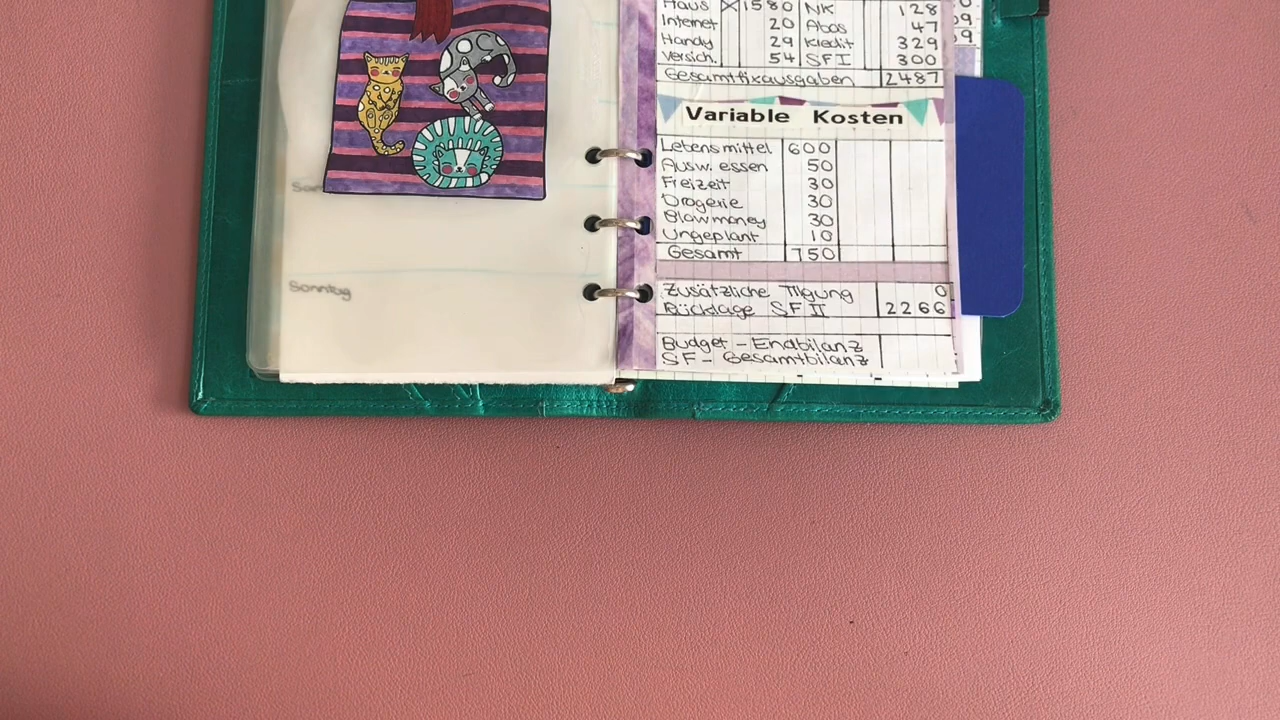 Sonntag
Haus X 1580 NK 128
Internet 20 Abos 47
Handy 29 Kredit 329
Versich. 54 SFI 300
Gesamtfixausgaben 2487
Variable Kosten
Lebensmittel 600
Ausw. essen 50
Freizeit 30
Drogerie 30
Blowmoney 30
Ungeplant 10
Gesamt 750
Zusätzliche Tilgung 0
Rücklage SF II 2266
Budget - Endbilanz
SF - Gesamtbilanz